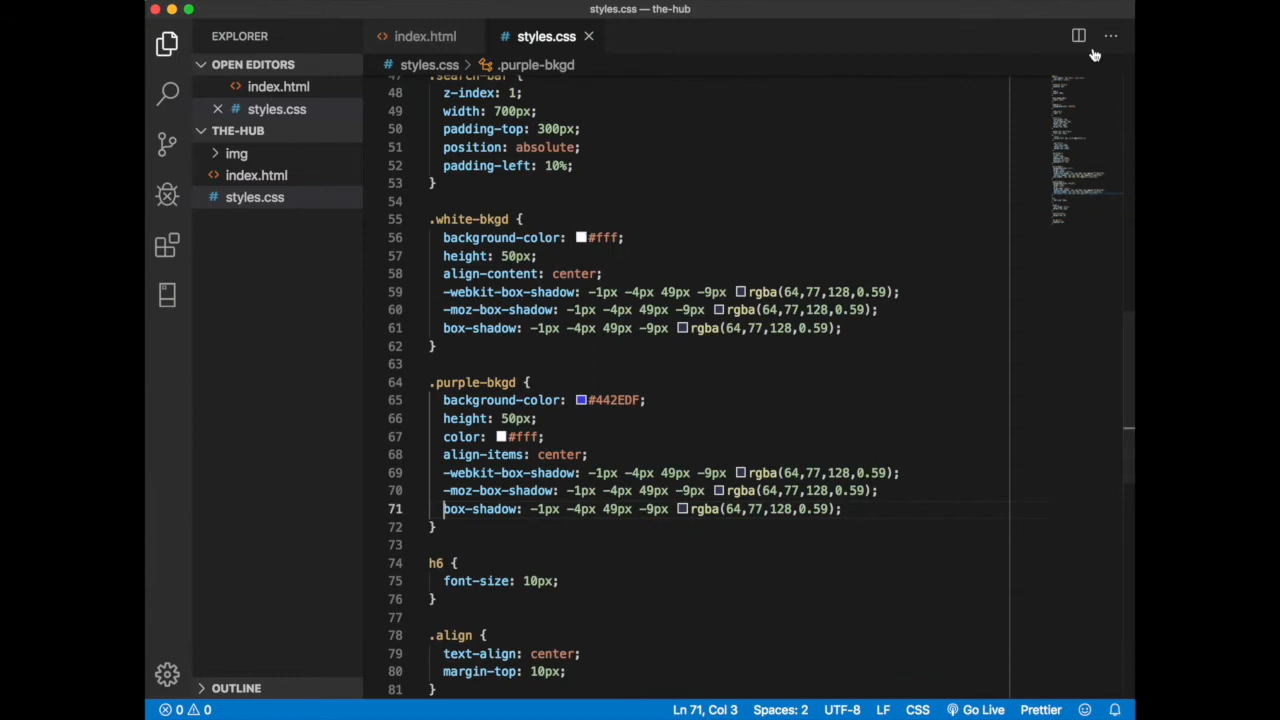 styles.css — the-hub
EXPLORER
<> index.html
# styles.css ×
OPEN EDITORS
<> index.html
× # styles.css
THE-HUB
img
<> index.html
# styles.css
OUTLINE
# styles.css > .purple-bkgd
47 .search-bar {
48 z-index: 1;
49 width: 700px;
50 padding-top: 300px;
51 position: absolute;
52 padding-left: 10%;
53 }
54
55 .white-bkgd {
56 background-color: #fff;
57 height: 50px;
58 align-content: center;
59 -webkit-box-shadow: -1px -4px 49px -9px rgba(64,77,128,0.59);
60 -moz-box-shadow: -1px -4px 49px -9px rgba(64,77,128,0.59);
61 box-shadow: -1px -4px 49px -9px rgba(64,77,128,0.59);
62 }
63
64 .purple-bkgd {
65 background-color: #442EDF;
66 height: 50px;
67 color: #fff;
68 align-items: center;
69 -webkit-box-shadow: -1px -4px 49px -9px rgba(64,77,128,0.59);
70 -moz-box-shadow: -1px -4px 49px -9px rgba(64,77,128,0.59);
71 box-shadow: -1px -4px 49px -9px rgba(64,77,128,0.59);
72 }
73
74 h6 {
75 font-size: 10px;
76 }
77
78 .align {
79 text-align: center;
80 margin-top: 10px;
81 }
0 0 Ln 71, Col 3 Spaces: 2 UTF-8 LF CSS Go Live Prettier